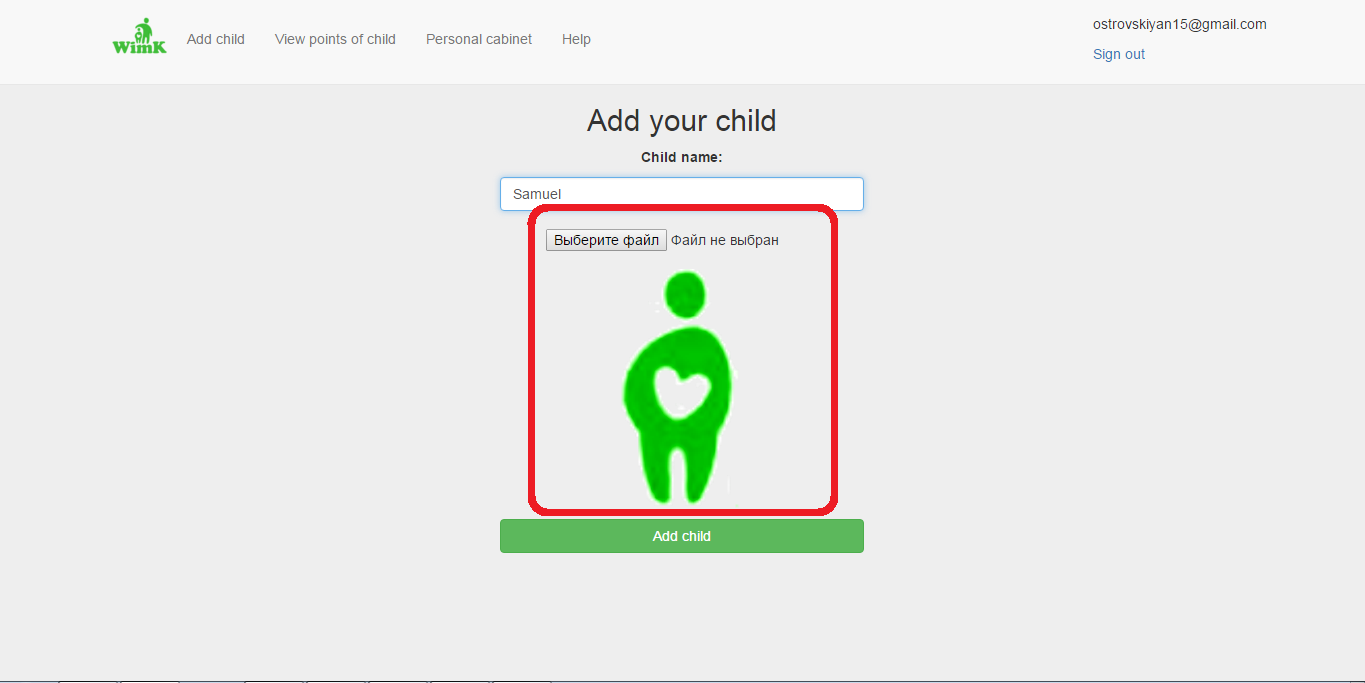 WimK
Add child
View points of child
Personal cabinet
Help
ostrovskiyan15@gmail.com
Sign out
Add your child
Child name:
Samuel
Выберите файл Файл не выбран
Add child